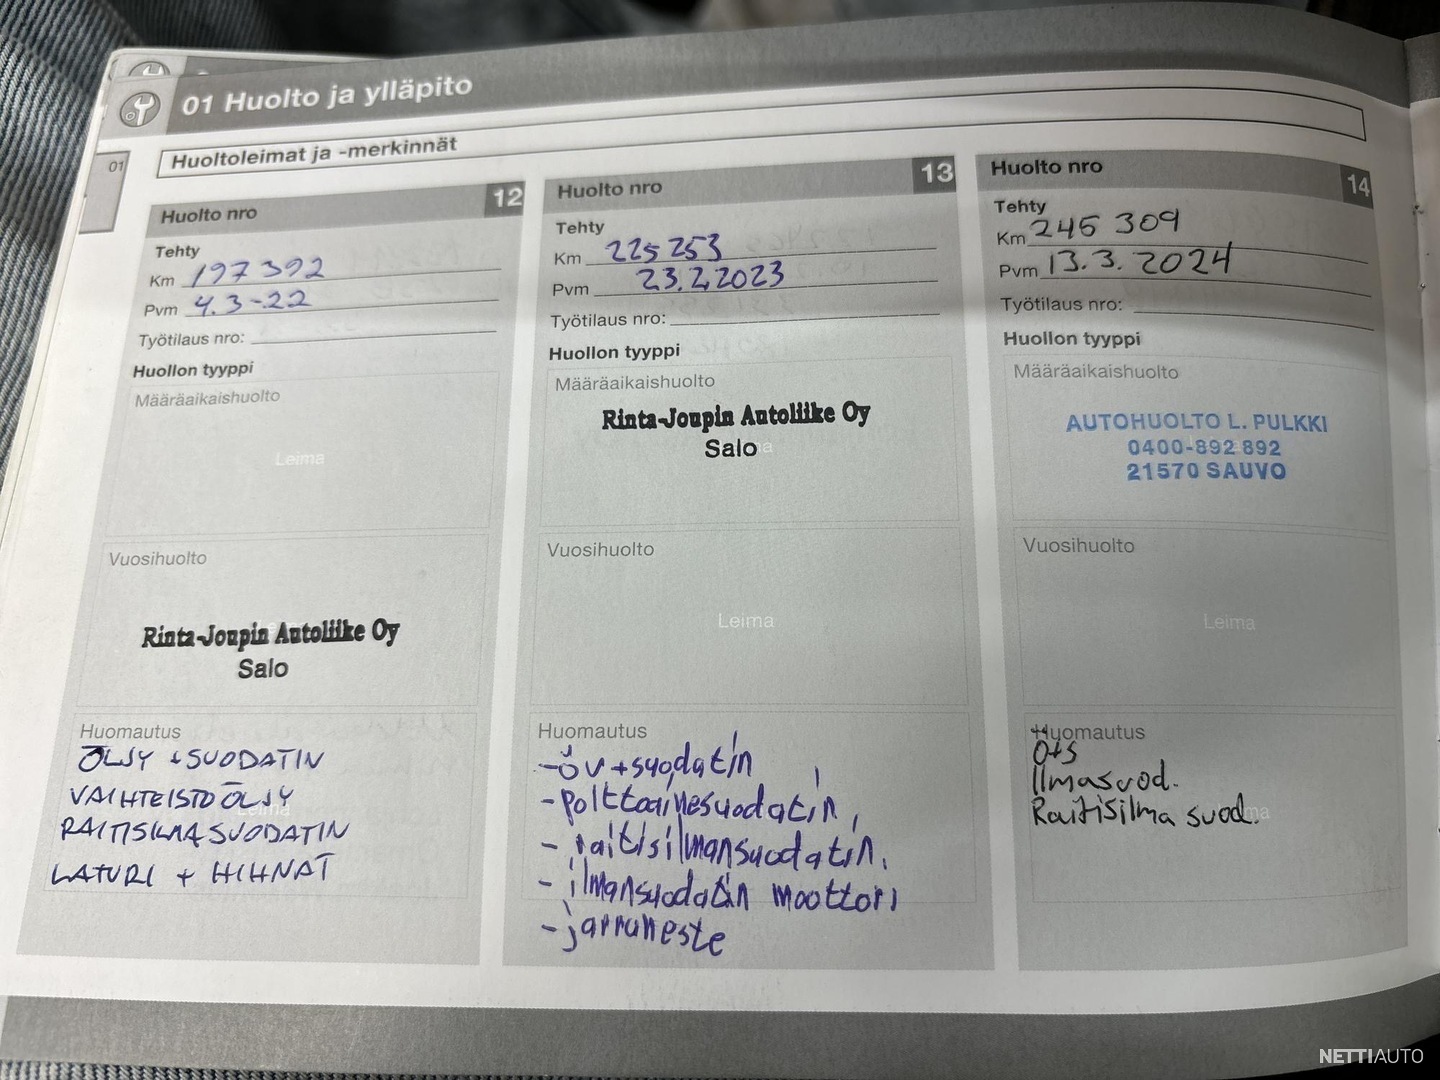 01 Huolto ja ylläpito
01
Huoltoleimat ja -merkinnät
Huolto nro 12
Tehty
Km 197 392
Pvm 4.3-22
Työtilaus nro:
Huollon tyyppi
Määräaikaishuolto
Leima
Vuosihuolto
Rinta-Joupin Autoliike Oy
Salo
Huomautus
ÖLJY + SUODATIN
VAIHTEISTOÖLJY
RAITISILMASUODATIN
LATURI + HIHNAT
Huolto nro 13
Tehty
Km 225 253
Pvm 23.2.2023
Työtilaus nro:
Huollon tyyppi
Määräaikaishuolto
Rinta-Joupin Autoliike Oy
Salo
Vuosihuolto
Leima
Huomautus
-öv+suodatin
-polttoainesuodatin
-raitisilmansuodatin
-ilmansuodatin moottori
-jarruneste
Huolto nro 14
Tehty
Km 245 309
Pvm 13.3.2024
Työtilaus nro:
Huollon tyyppi
Määräaikaishuolto
AUTOHUOLTO L. PULKKI
0400-892 892
21570 SAUVO
Vuosihuolto
Leima
Huomautus
Ö+S
Ilmasuod.
Raitisilma suod.
NETTIAUTO